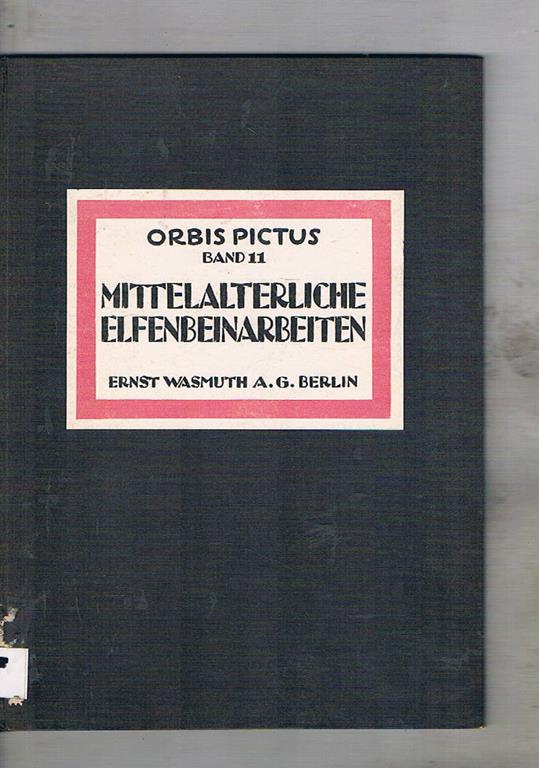 ORBIS PICTUS
BAND 11
MITTELALTERLICHE
ELFENBEINARBEITEN
ERNST WASMUTH A.G. BERLIN